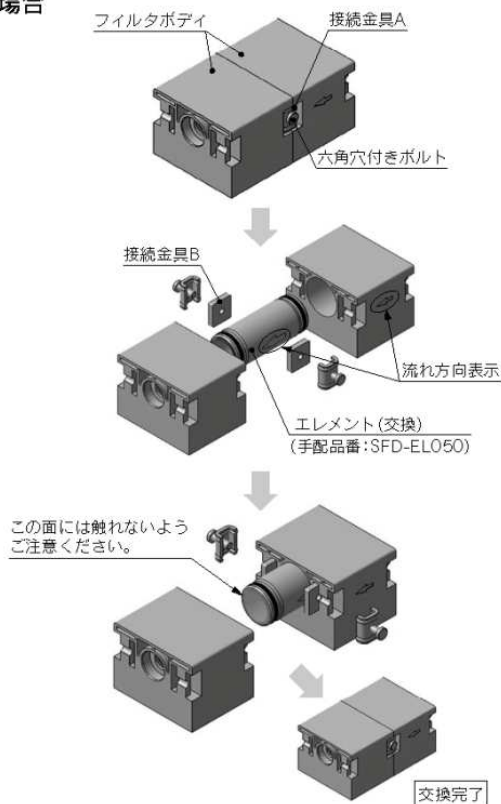 場合
フィルタボディ
接続金具A
六角穴付きボルト
接続金具B
流れ方向表示
エレメント(交換)
(手配品番:SFD-EL050)
この面には触れないよう
ご注意ください。
交換完了